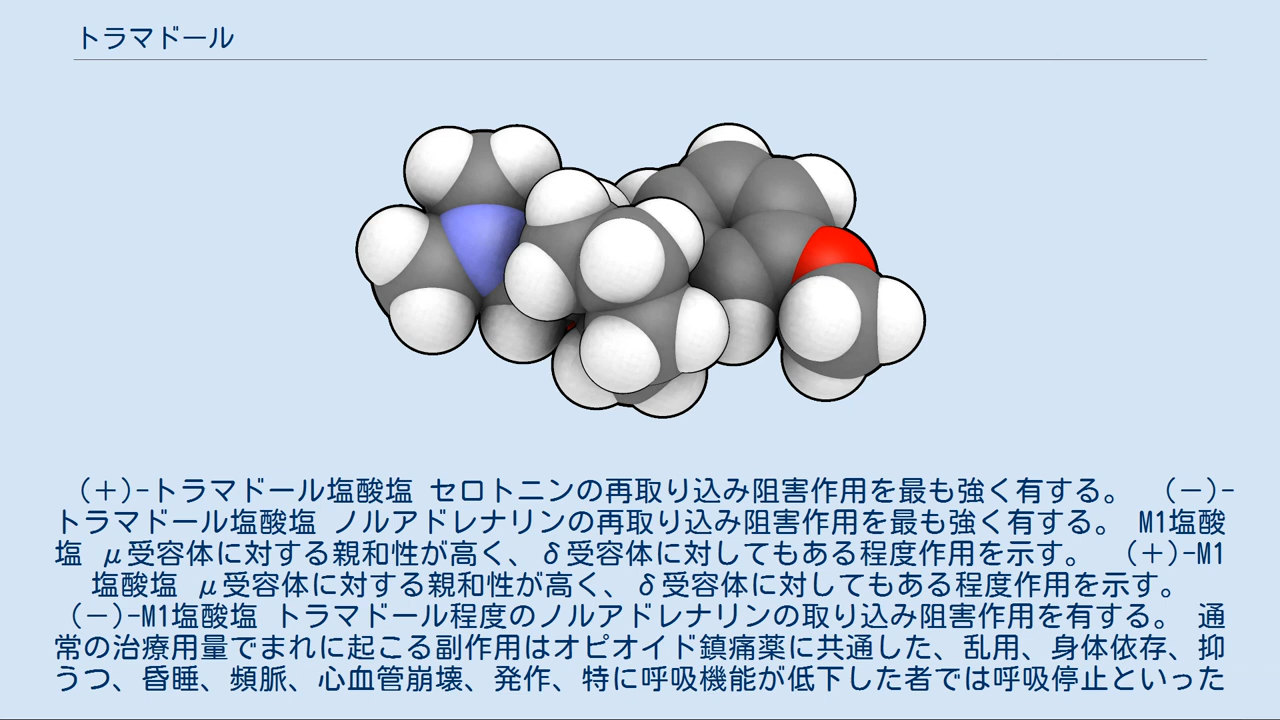 トラマドール
(＋)-トラマドール塩酸塩 セロトニンの再取り込み阻害作用を最も強く有する。 (－)-
トラマドール塩酸塩 ノルアドレナリンの再取り込み阻害作用を最も強く有する。 M1塩酸
塩 μ受容体に対する親和性が高く、δ受容体に対してもある程度作用を示す。 (＋)-M1
塩酸塩 μ受容体に対する親和性が高く、δ受容体に対してもある程度作用を示す。
(－)-M1塩酸塩 トラマドール程度のノルアドレナリンの取り込み阻害作用を有する。 通
常の治療用量でまれに起こる副作用はオピオイド鎮痛薬に共通した、乱用、身体依存、抑
うつ、昏睡、頻脈、心血管崩壊、発作、特に呼吸機能が低下した者では呼吸停止といった